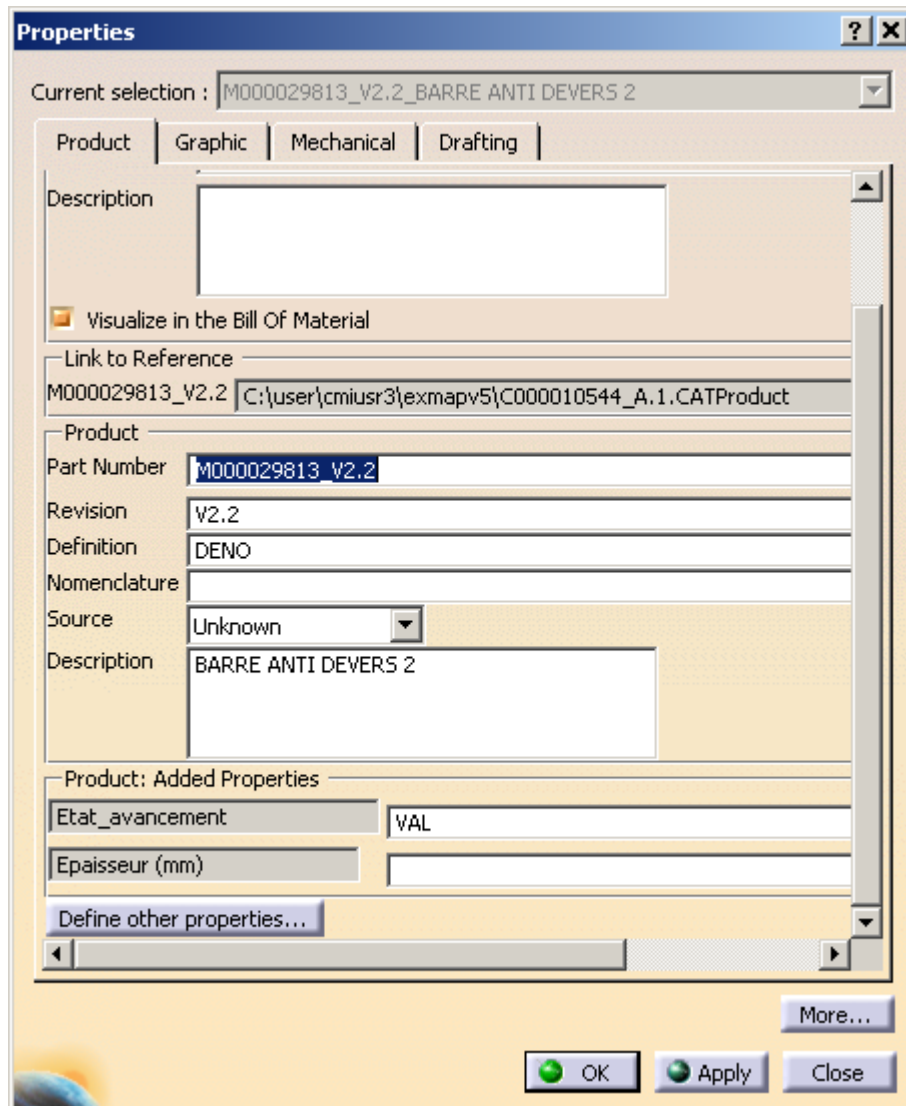 Properties
Current selection : M000029813_V2.2_BARRE ANTI DEVERS 2
Product Graphic Mechanical Drafting
Description
Visualize in the Bill Of Material
Link to Reference
M000029813_V2.2 C:\user\cmiusr3\exmapv5\C000010544_A.1.CATProduct
Product
Part Number M000029813_V2.2
Revision V2.2
Definition DENO
Nomenclature
Source Unknown
Description BARRE ANTI DEVERS 2
Product: Added Properties
Etat_avancement VAL
Epaisseur (mm)
Define other properties...
More...
OK Apply Close